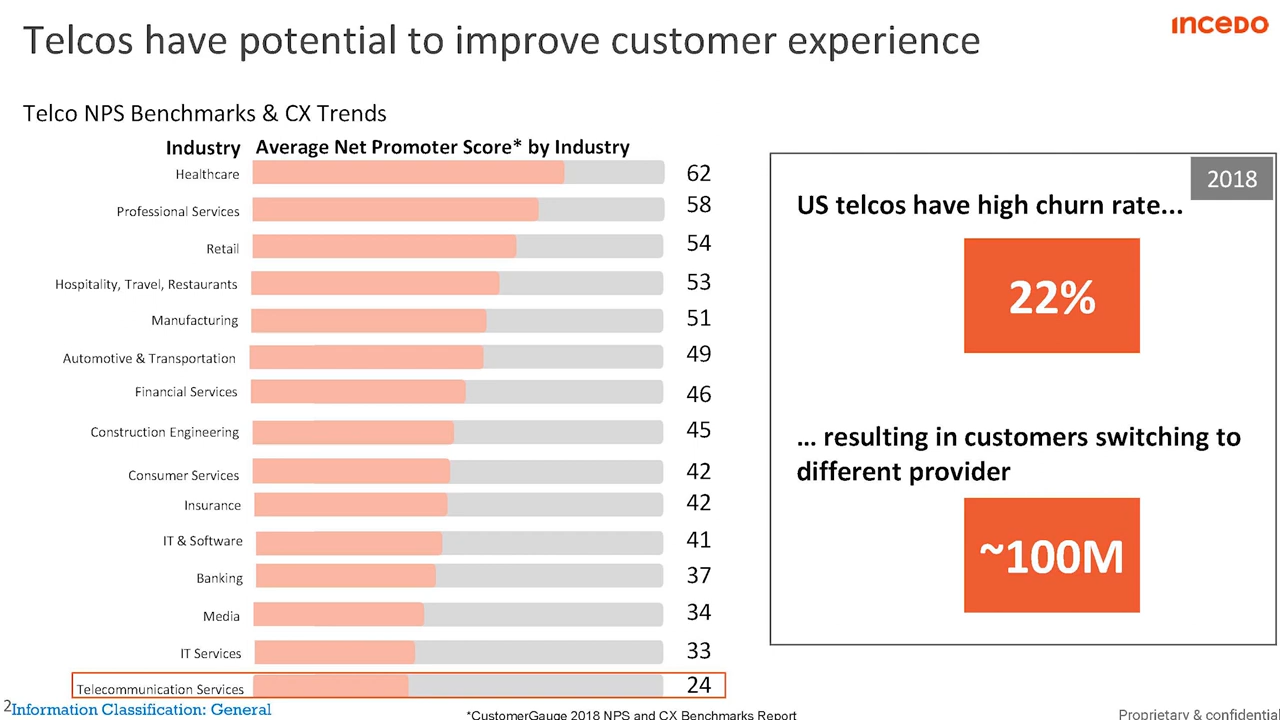 Telcos have potential to improve customer experience
INCEDO
Telco NPS Benchmarks & CX Trends
Industry Average Net Promoter Score* by Industry
Healthcare 62
Professional Services 58
Retail 54
Hospitality, Travel, Restaurants 53
Manufacturing 51
Automotive & Transportation 49
Financial Services 46
Construction Engineering 45
Consumer Services 42
Insurance 42
IT & Software 41
Banking 37
Media 34
IT Services 33
Telecommunication Services 24
2018
US telcos have high churn rate...
22%
... resulting in customers switching to
different provider
~100M
2Information Classification: General
*CustomerGauge 2018 NPS and CX Benchmarks Report
Proprietary & confidential